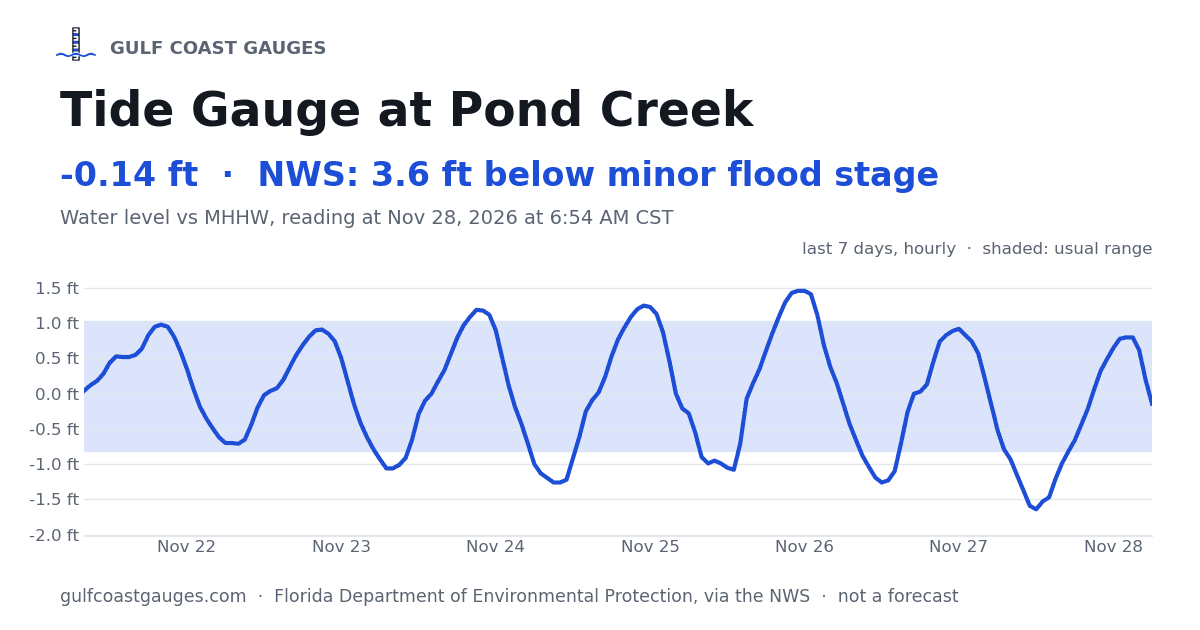 GULF COAST GAUGES
Tide Gauge at Pond Creek
-0.14 ft · NWS: 3.6 ft below minor flood stage
Water level vs MHHW, reading at Nov 28, 2026 at 6:54 AM CST
last 7 days, hourly · shaded: usual range
1.5 ft
1.0 ft
0.5 ft
0.0 ft
-0.5 ft
-1.0 ft
-1.5 ft
-2.0 ft
Nov 22 Nov 23 Nov 24 Nov 25 Nov 26 Nov 27 Nov 28
gulfcoastgauges.com · Florida Department of Environmental Protection, via the NWS · not a forecast